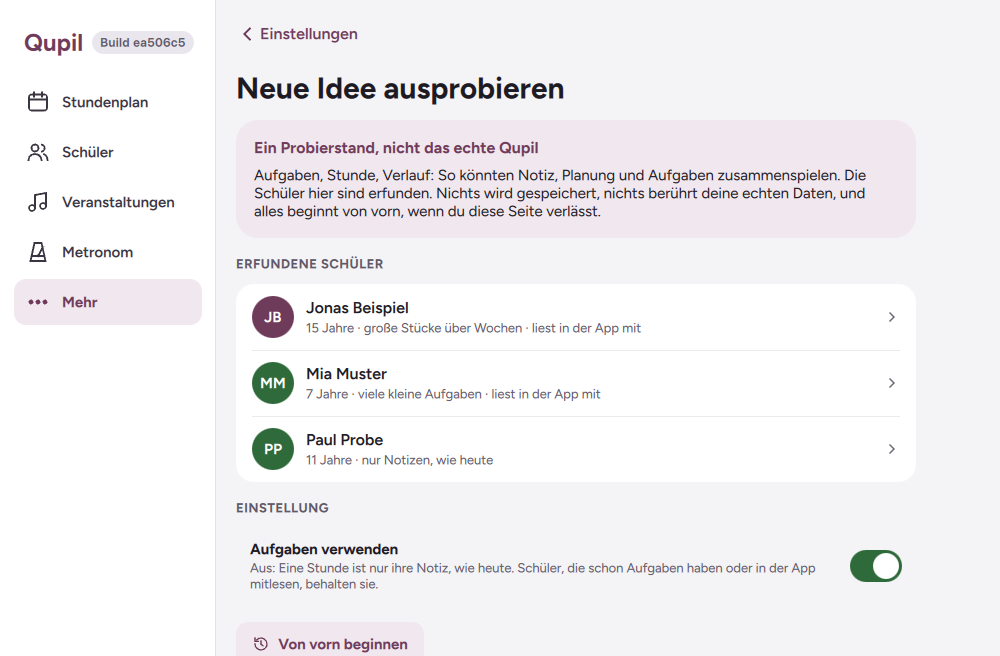 Qupil
Build ea506c5
Stundenplan
Schüler
Veranstaltungen
Metronom
Mehr
Einstellungen
Neue Idee ausprobieren
Ein Probierstand, nicht das echte Qupil
Aufgaben, Stunde, Verlauf: So könnten Notiz, Planung und Aufgaben zusammenspielen. Die
Schüler hier sind erfunden. Nichts wird gespeichert, nichts berührt deine echten Daten, und
alles beginnt von vorn, wenn du diese Seite verlässt.
ERFUNDENE SCHÜLER
JB
Jonas Beispiel
15 Jahre · große Stücke über Wochen · liest in der App mit
MM
Mia Muster
7 Jahre · viele kleine Aufgaben · liest in der App mit
PP
Paul Probe
11 Jahre · nur Notizen, wie heute
EINSTELLUNG
Aufgaben verwenden
Aus: Eine Stunde ist nur ihre Notiz, wie heute. Schüler, die schon Aufgaben haben oder in der App
mitlesen, behalten sie.
Von vorn beginnen